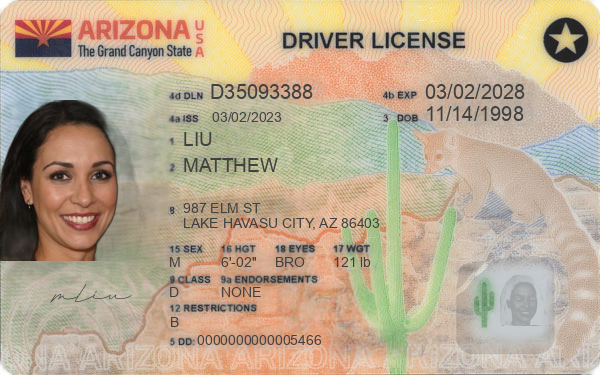 ARIZONA USA
The Grand Canyon State
DRIVER LICENSE
4d DLN D35093388
4b EXP 03/02/2028
4a ISS 03/02/2023
3 DOB 11/14/1998
1 LIU
2 MATTHEW
8 987 ELM ST
LAKE HAVASU CITY, AZ 86403
15 SEX 16 HGT 18 EYES 17 WGT
M 6'-02" BRO 121 lb
9 CLASS 9a ENDORSEMENTS
D NONE
12 RESTRICTIONS
B
5 DD: 0000000000005466
mLiu
ARIZONA ARIZONA ARIZONA ARIZONA